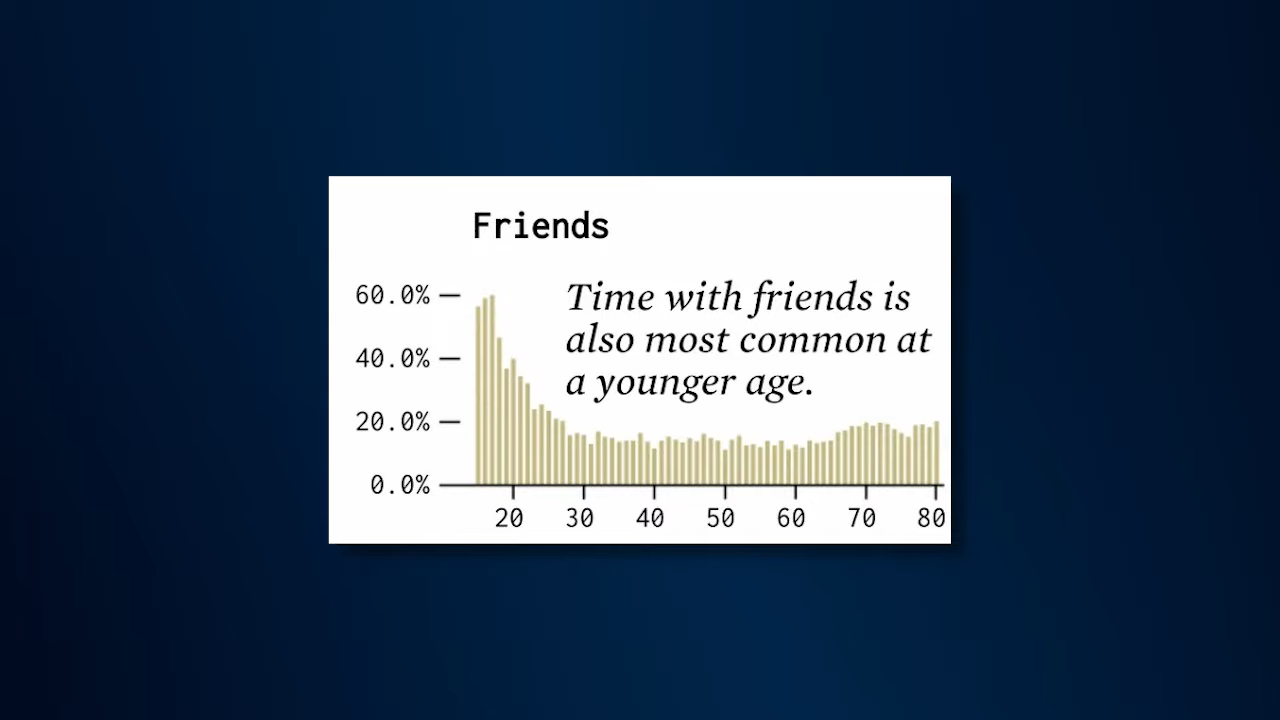 Friends
Time with friends is
also most common at
a younger age.
60.0%
40.0%
20.0%
0.0%
20 30 40 50 60 70 80